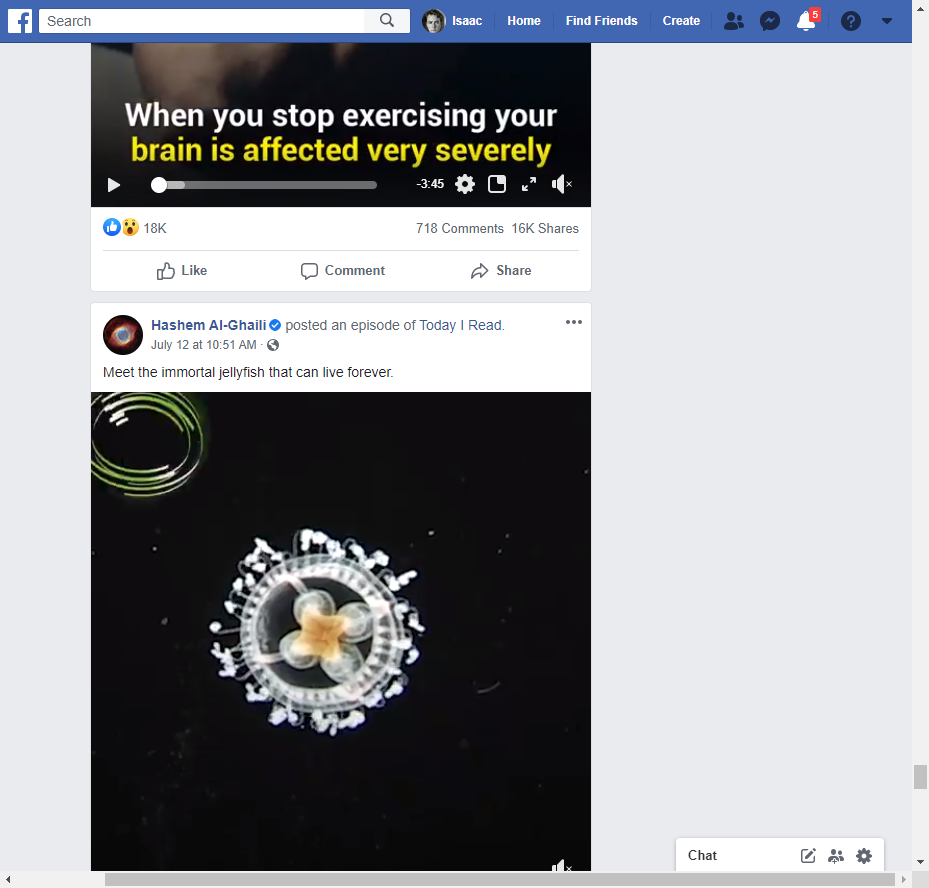 Search
Isaac
Home
Find Friends
Create
5
When you stop exercising your
brain is affected very severely
-3:45
18K
718 Comments 16K Shares
Like
Comment
Share
Hashem Al-Ghaili posted an episode of Today I Read.
July 12 at 10:51 AM ·
Meet the immortal jellyfish that can live forever.
Chat